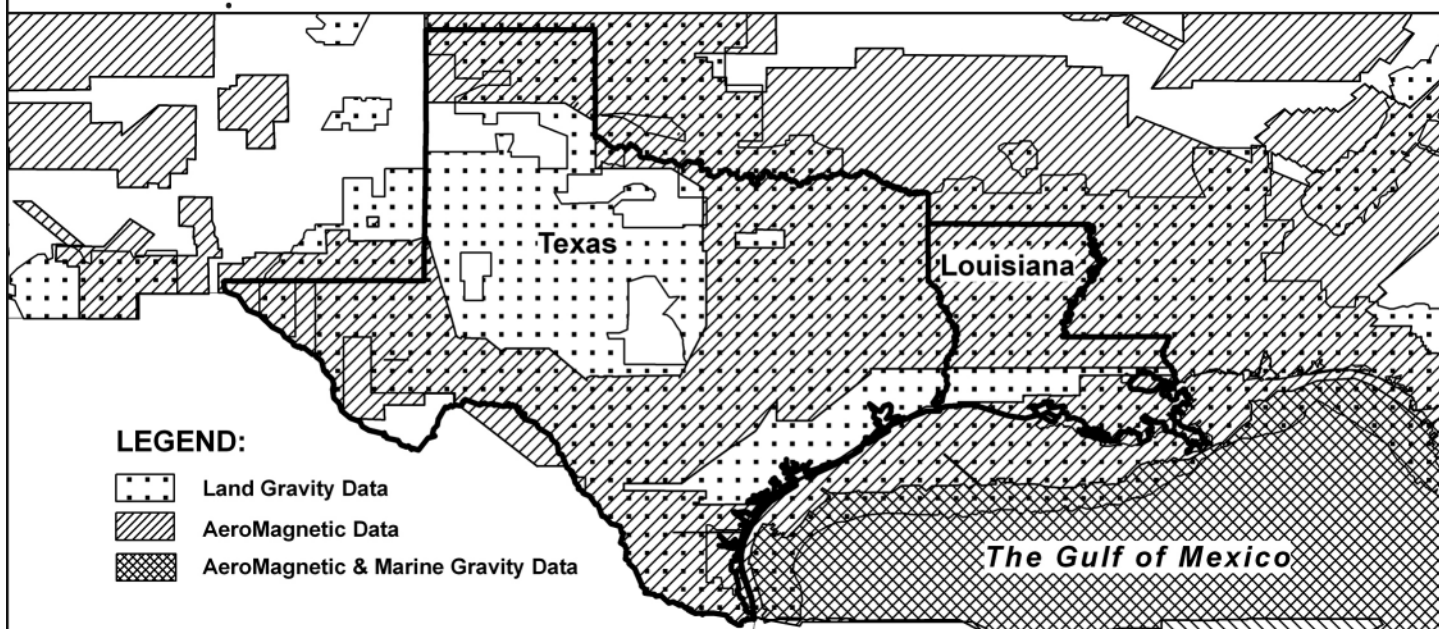 Texas
Louisiana
LEGEND:
Land Gravity Data
AeroMagnetic Data
AeroMagnetic & Marine Gravity Data
The Gulf of Mexico